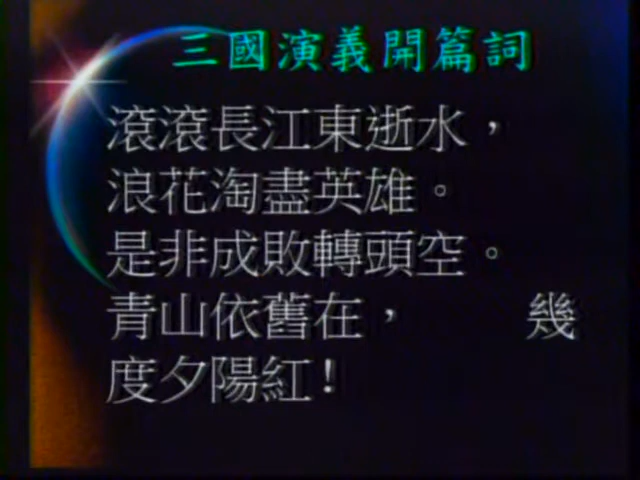 三國演義開篇詞
滾滾長江東逝水，
浪花淘盡英雄。
是非成敗轉頭空。
青山依舊在，　　幾
度夕陽紅！